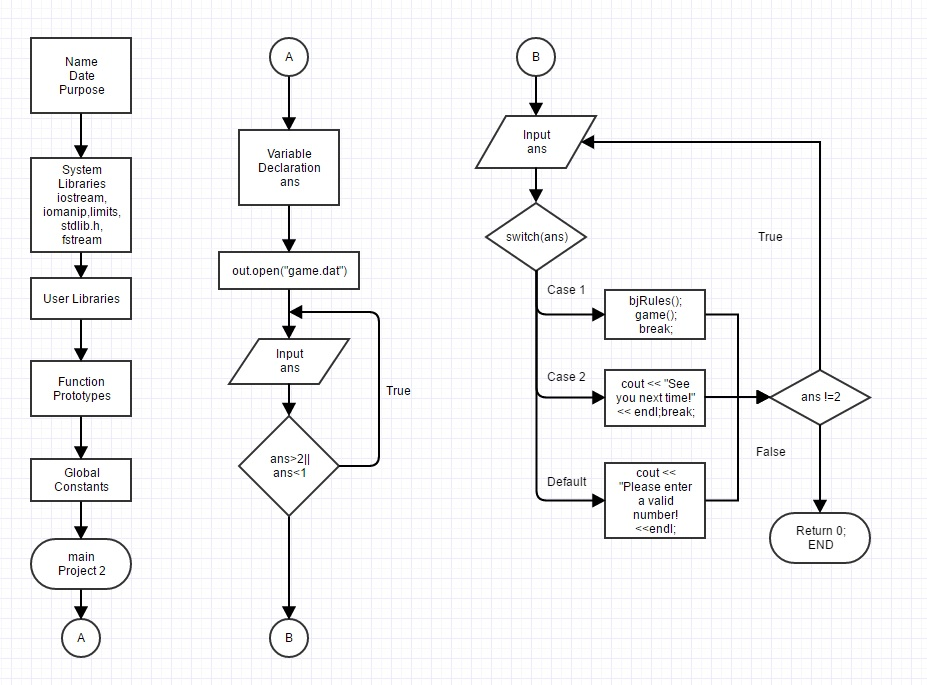 Name
Date
Purpose
System
Libraries
iostream,
iomanip,limits,
stdlib.h,
fstream
User Libraries
Function
Prototypes
Global
Constants
main
Project 2
A
A
Variable
Declaration
ans
out.open("game.dat")
Input
ans
True
ans>2||
ans<1
B
B
Input
ans
switch(ans)
True
Case 1
bjRules();
game();
break;
Case 2
cout << "See
you next time!"
<< endl;break;
ans !=2
False
Default
cout <<
"Please enter
a valid
number!
<<endl;
Return 0;
END